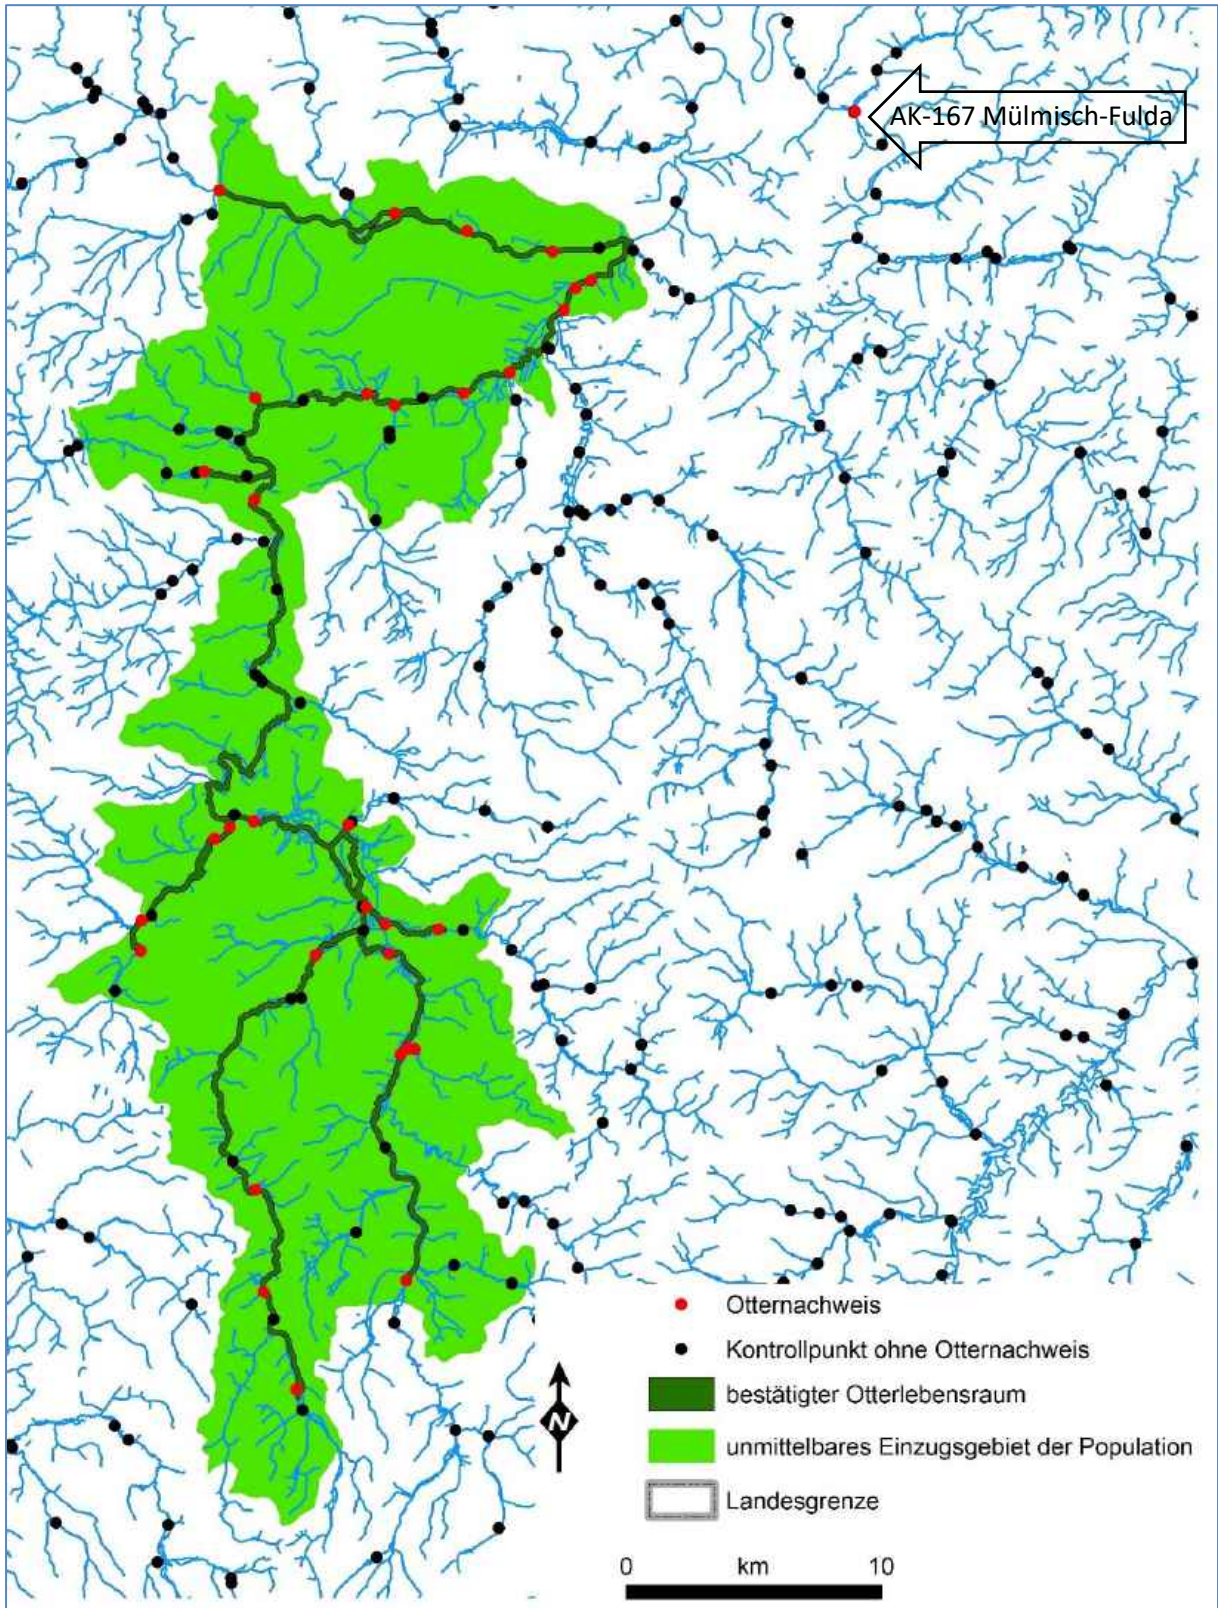 AK-167 Mülmisch-Fulda
Otternachweis
Kontrollpunkt ohne Otternachweis
bestätigter Otterlebensraum
unmittelbares Einzugsgebiet der Population
Landesgrenze
N
0 km 10